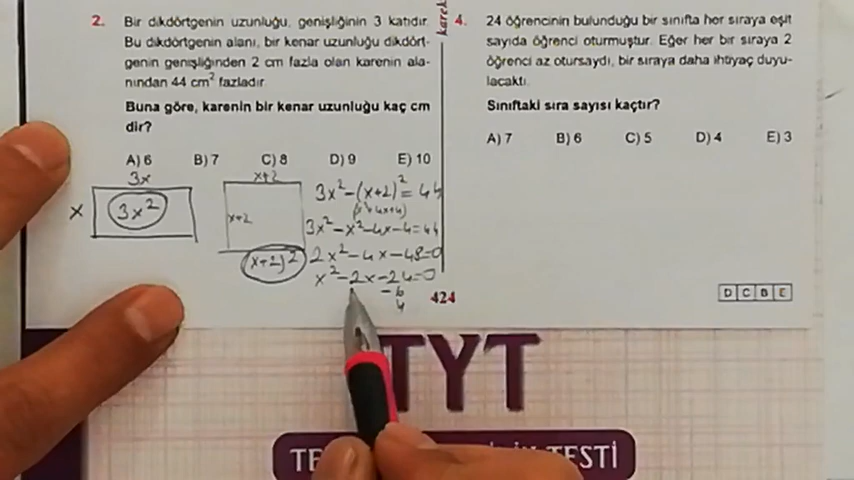 2. Bir dikdörtgenin uzunluğu, genişliğinin 3 katıdır.
Bu dikdörtgenin alanı, bir kenar uzunluğu dikdört-
genin genişliğinden 2 cm fazla olan karenin ala-
nından 44 cm² fazladır.
Buna göre, karenin bir kenar uzunluğu kaç cm
dir?
A) 6 B) 7 C) 8 D) 9 E) 10
3x
x
3x²
x+2
x+2
(x+2)²
3x²-(x+2)²=44
(x²+4x+4)
3x²-x²-4x-4=44
2x²-4x-48=0
x²-2x-24=0
-6
4
karek
4. 24 öğrencinin bulunduğu bir sınıfta her sıraya eşit
sayıda öğrenci oturmuştur. Eğer her bir sıraya 2
öğrenci az otursaydı, bir sıraya daha ihtiyaç duyu-
lacaktı.
Sınıftaki sıra sayısı kaçtır?
A) 7 B) 6 C) 5 D) 4 E) 3
424
D C B E
TYT
TESTİ